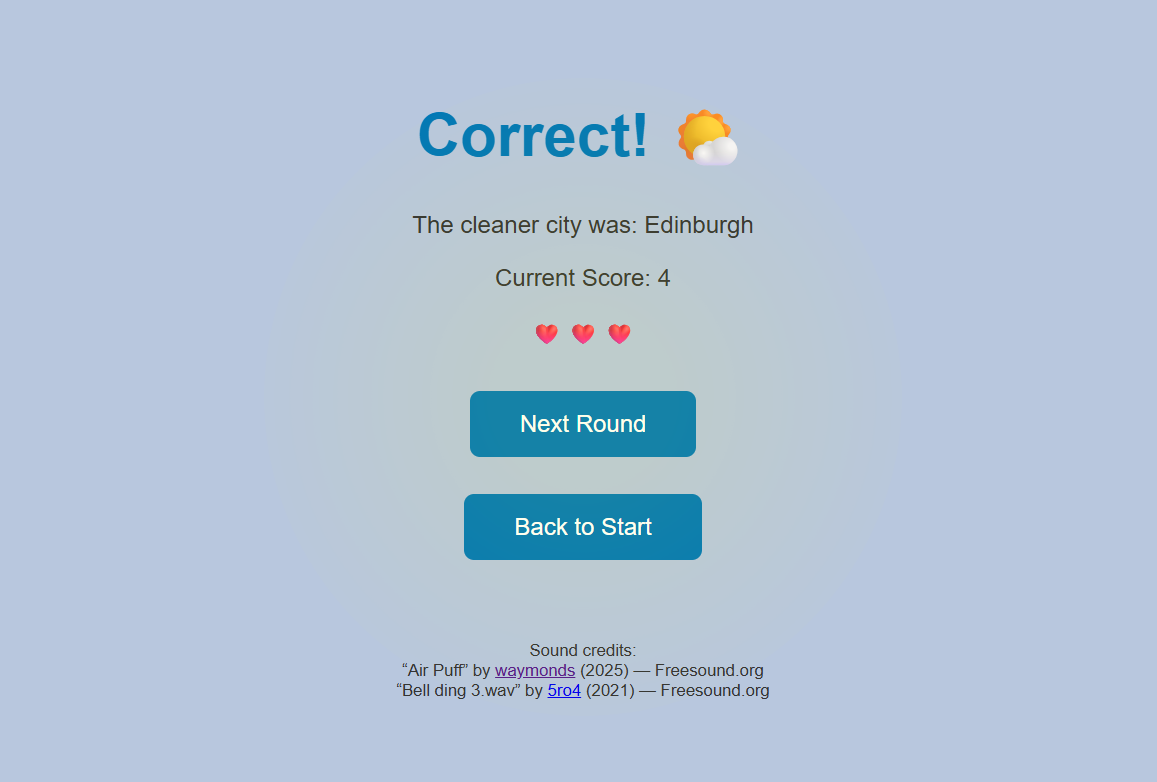 Correct!
The cleaner city was: Edinburgh
Current Score: 4
Next Round
Back to Start
Sound credits:
“Air Puff” by waymonds (2025) — Freesound.org
“Bell ding 3.wav” by 5ro4 (2021) — Freesound.org